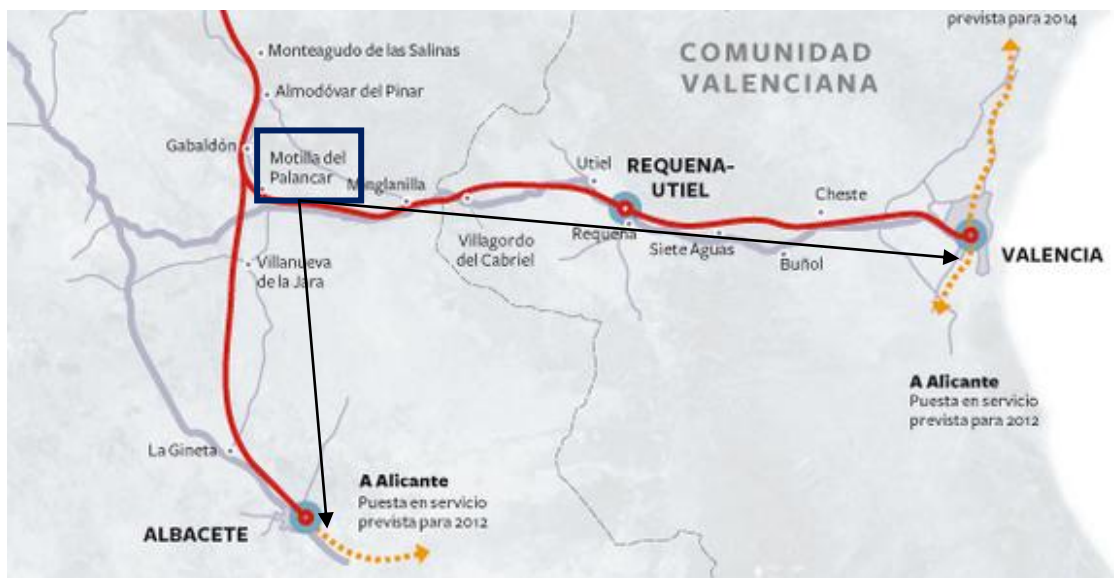 prevista para 2014
COMUNIDAD
VALENCIANA
Monteagudo de las Salinas
Almodóvar del Pinar
Gabaldón
Motilla del
Palancar
Minglanilla
Utiel
REQUENA-
UTIEL
Cheste
Requena
Siete Aguas
Buñol
Villagordo
del Cabriel
VALENCIA
Villanueva
de la Jara
A Alicante
Puesta en servicio
prevista para 2012
La Gineta
A Alicante
Puesta en servicio
prevista para 2012
ALBACETE